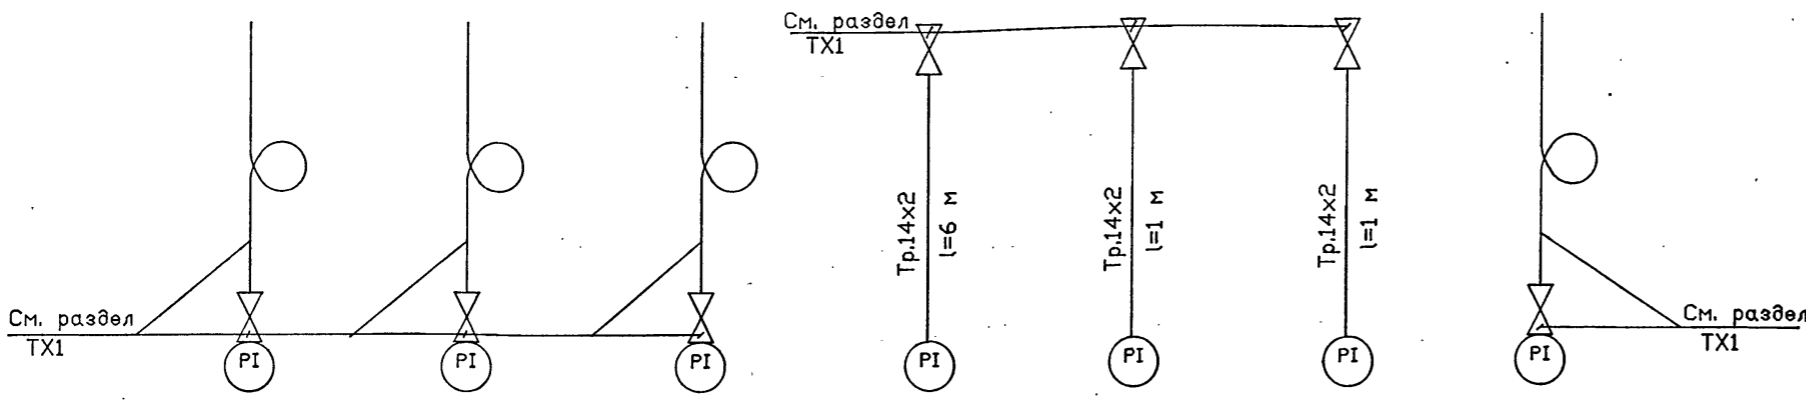 См. раздел
ТХ1
PI
PI
PI
См. раздел
ТХ1
Тр.14х2
l=6 м
Тр.14х2
l=1 м
Тр.14х2
l=1 м
PI
PI
PI
См. раздел
ТХ1
PI